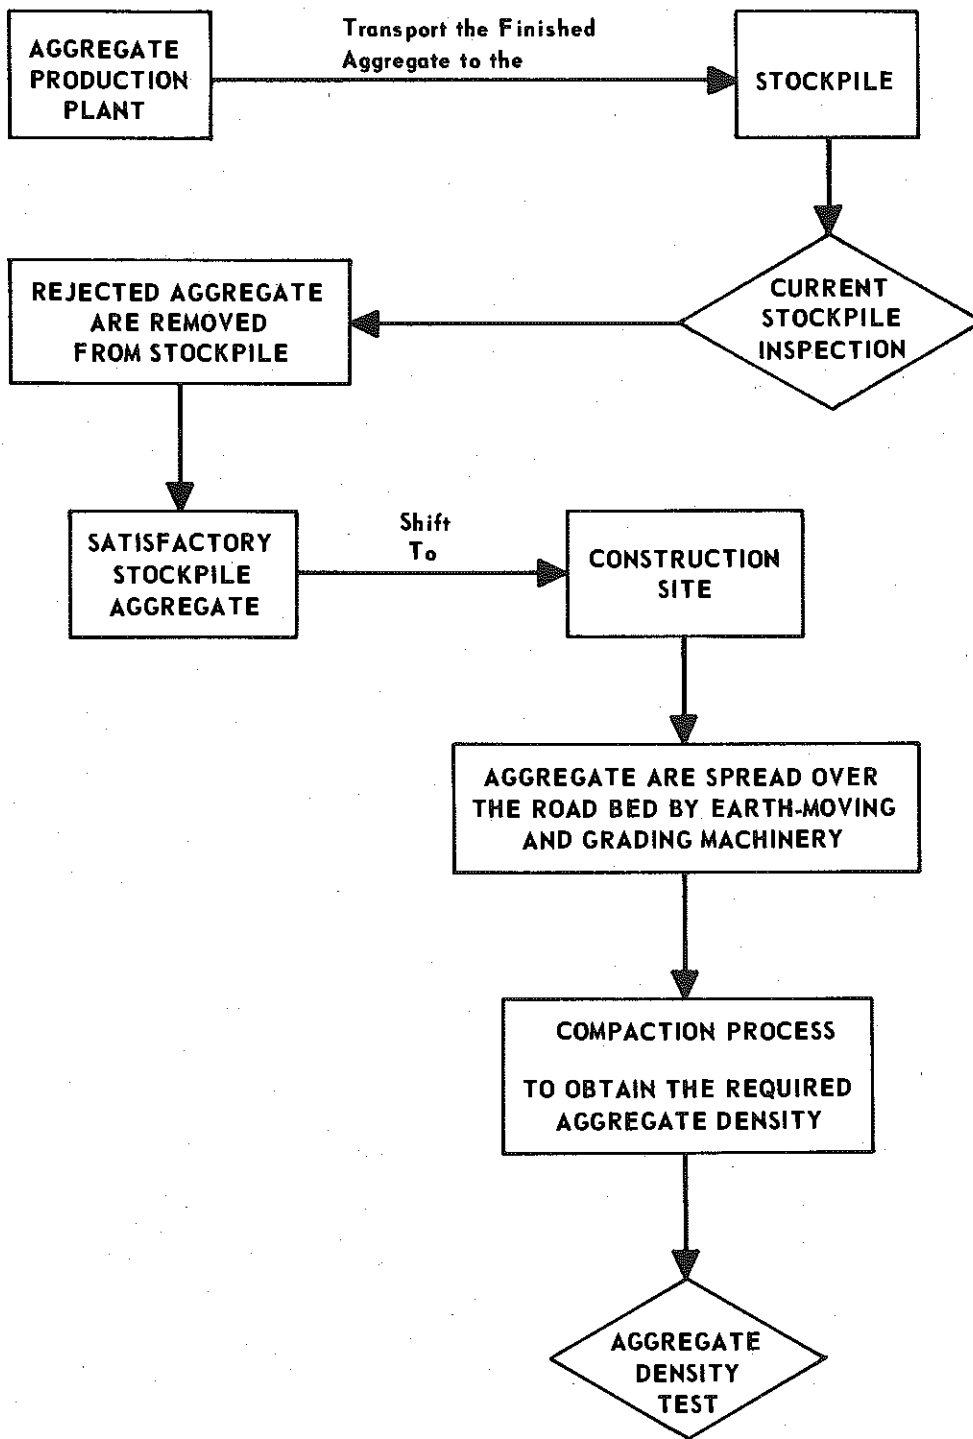 AGGREGATE
PRODUCTION
PLANT
Transport the Finished
Aggregate to the
STOCKPILE
CURRENT
STOCKPILE
INSPECTION
REJECTED AGGREGATE
ARE REMOVED
FROM STOCKPILE
SATISFACTORY
STOCKPILE
AGGREGATE
Shift
To
CONSTRUCTION
SITE
AGGREGATE ARE SPREAD OVER
THE ROAD BED BY EARTH-MOVING
AND GRADING MACHINERY
COMPACTION PROCESS
TO OBTAIN THE REQUIRED
AGGREGATE DENSITY
AGGREGATE
DENSITY
TEST